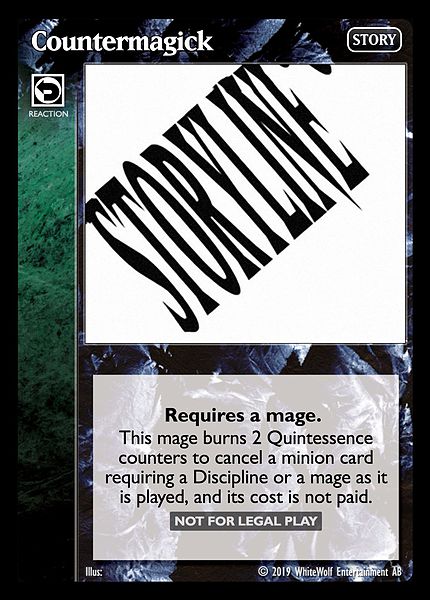 Countermagick
STORY
REACTION
STORYLINE
Requires a mage.
This mage burns 2 Quintessence
counters to cancel a minion card
requiring a Discipline or a mage as it
is played, and its cost is not paid.
NOT FOR LEGAL PLAY
Illus:
© 2019 WhiteWolf Entertainment AB